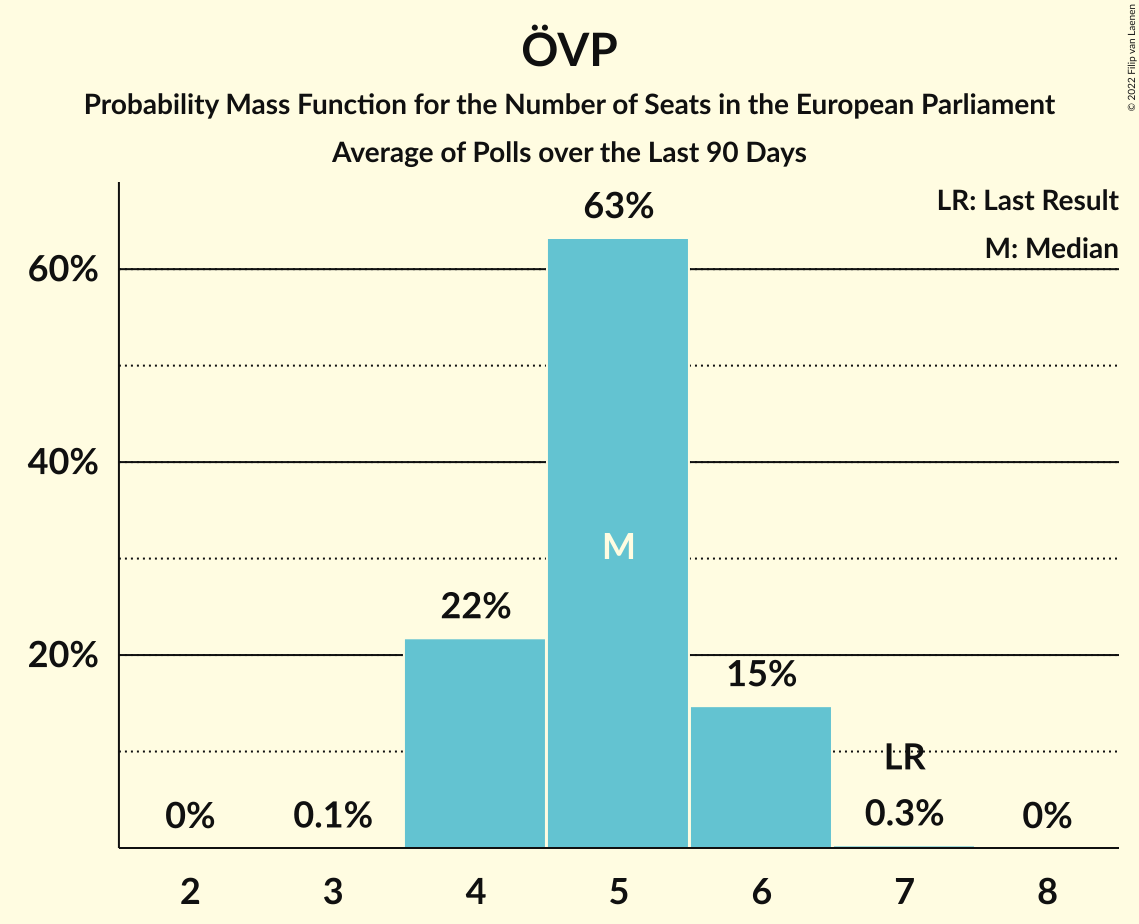 ÖVP
Probability Mass Function for the Number of Seats in the European Parliament
Average of Polls over the Last 90 Days
© 2022 Filip van Laenen
LR: Last Result
M: Median
63%
60%
40%
M
22%
20%
15%
LR
0%
0.1%
0.3%
0%
2 3 4 5 6 7 8